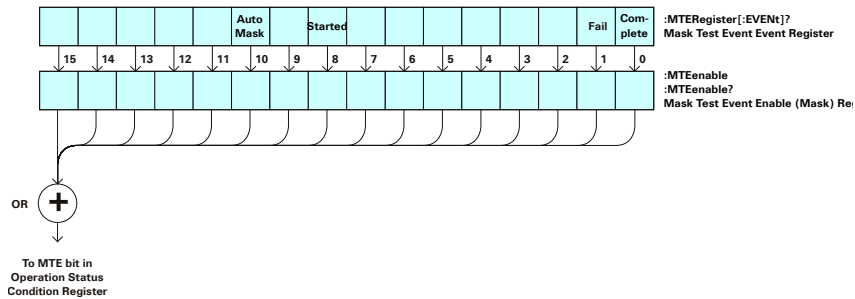 Auto
Mask
Started
Fail
Com-
plete
:MTERegister[:EVENt]?
Mask Test Event Event Register
15 14 13 12 11 10 9 8 7 6 5 4 3 2 1 0
:MTEenable
:MTEenable?
Mask Test Event Enable (Mask) Re
OR
+
To MTE bit in
Operation Status
Condition Register